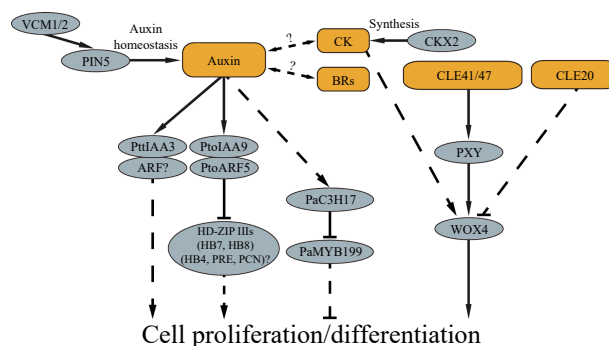 VCM1/2
PIN5
Auxin
homeostasis
Auxin
?
?
CK
BRs
Synthesis
CKX2
CLE41/47
CLE20
PttIAA3
ARF?
PtoIAA9
PtoARF5
PXY
PaC3H17
WOX4
HD-ZIP IIIs
(HB7, HB8)
(HB4, PRE, PCN)?
PaMYB199
Cell proliferation/differentiation